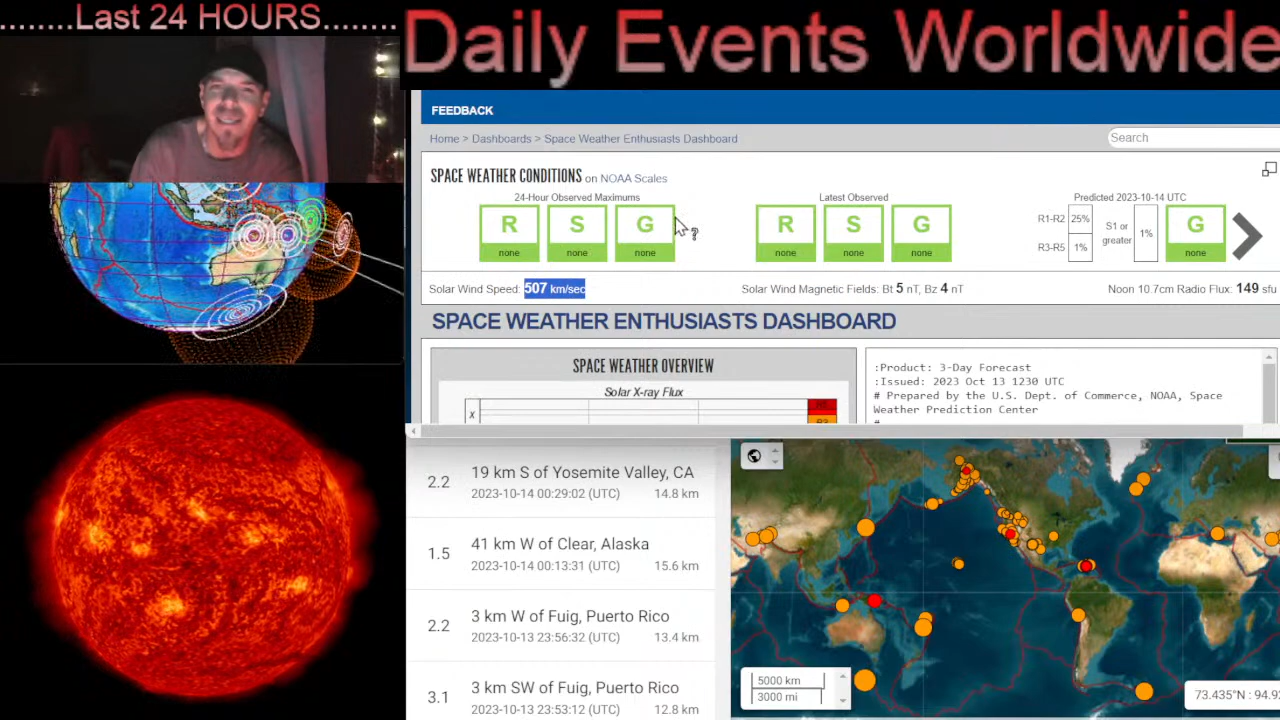 ........Last 24 HOURS........
Daily Events Worldwide
FEEDBACK
Home > Dashboards > Space Weather Enthusiasts Dashboard
Search
SPACE WEATHER CONDITIONS on NOAA Scales
24-Hour Observed Maximums
R
none
S
none
G
none
Latest Observed
R
none
S
none
G
none
Predicted 2023-10-14 UTC
R1-R2 25%
R3-R5 1%
S1 or greater 1%
G
none
Solar Wind Speed: 507 km/sec
Solar Wind Magnetic Fields: Bt 5 nT, Bz 4 nT
Noon 10.7cm Radio Flux: 149 sfu
SPACE WEATHER ENTHUSIASTS DASHBOARD
SPACE WEATHER OVERVIEW
Solar X-ray Flux
X
:Product: 3-Day Forecast
:Issued: 2023 Oct 13 1230 UTC
# Prepared by the U.S. Dept. of Commerce, NOAA, Space
Weather Prediction Center
#
2.2
19 km S of Yosemite Valley, CA
2023-10-14 00:29:02 (UTC) 14.8 km
1.5
41 km W of Clear, Alaska
2023-10-14 00:13:31 (UTC) 15.6 km
2.2
3 km W of Fuig, Puerto Rico
2023-10-13 23:56:32 (UTC) 13.4 km
3.1
3 km SW of Fuig, Puerto Rico
2023-10-13 23:53:12 (UTC) 12.8 km
5000 km
3000 mi
73.435°N : 94.9